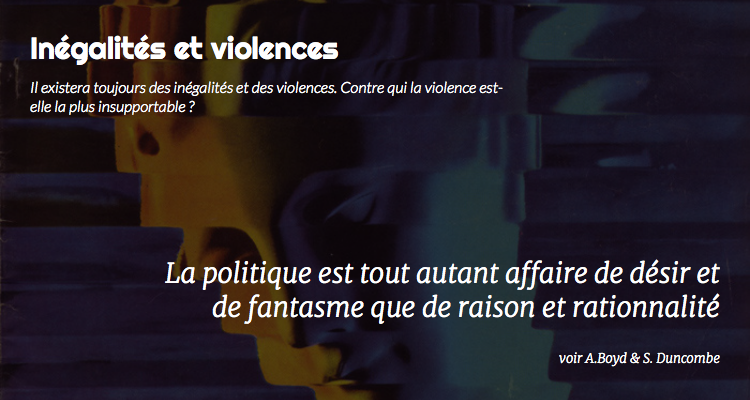 Inégalités et violences
Il existera toujours des inégalités et des violences. Contre qui la violence est-
elle la plus insupportable ?
La politique est tout autant affaire de désir et
de fantasme que de raison et rationnalité
voir A.Boyd & S. Duncombe